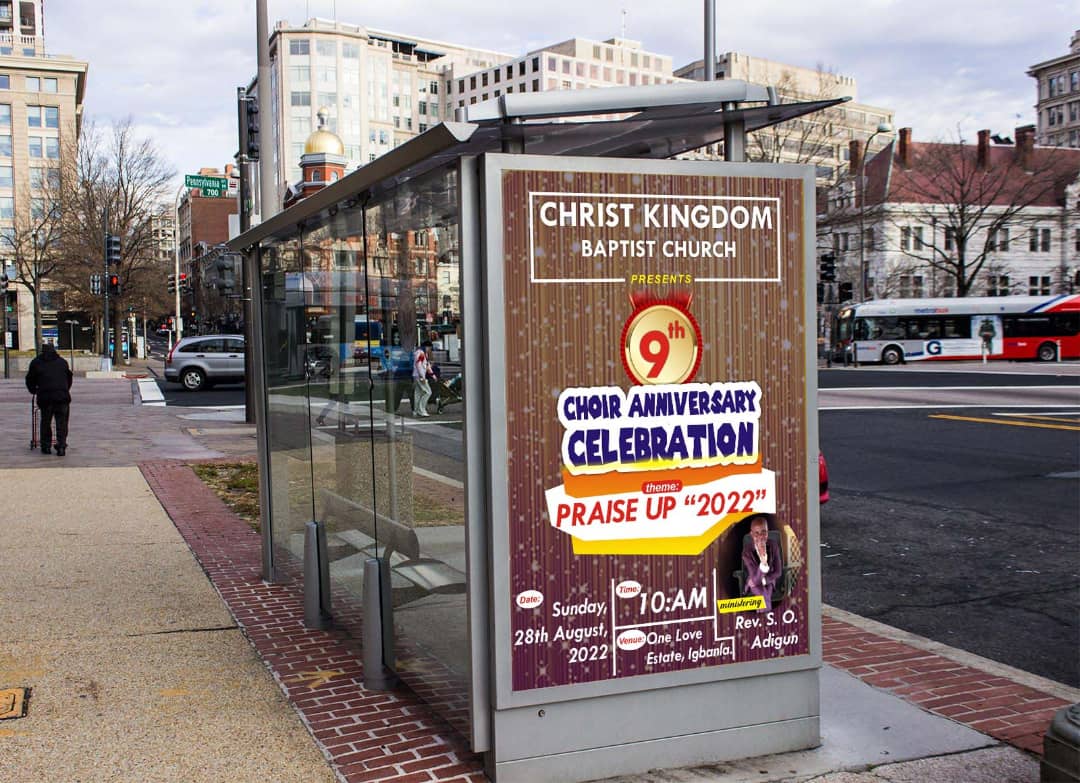 Pennsylvania
700
CHRIST KINGDOM
BAPTIST CHURCH
PRESENTS
9th
CHOIR ANNIVERSARY
CELEBRATION
theme:
PRAISE UP "2022"
Date:
Sunday,
28th August,
2022
Time:
10:AM
Venue:
One Love
Estate, Igbanla.
ministering
Rev. S. O.
Adigun
metrobus
G